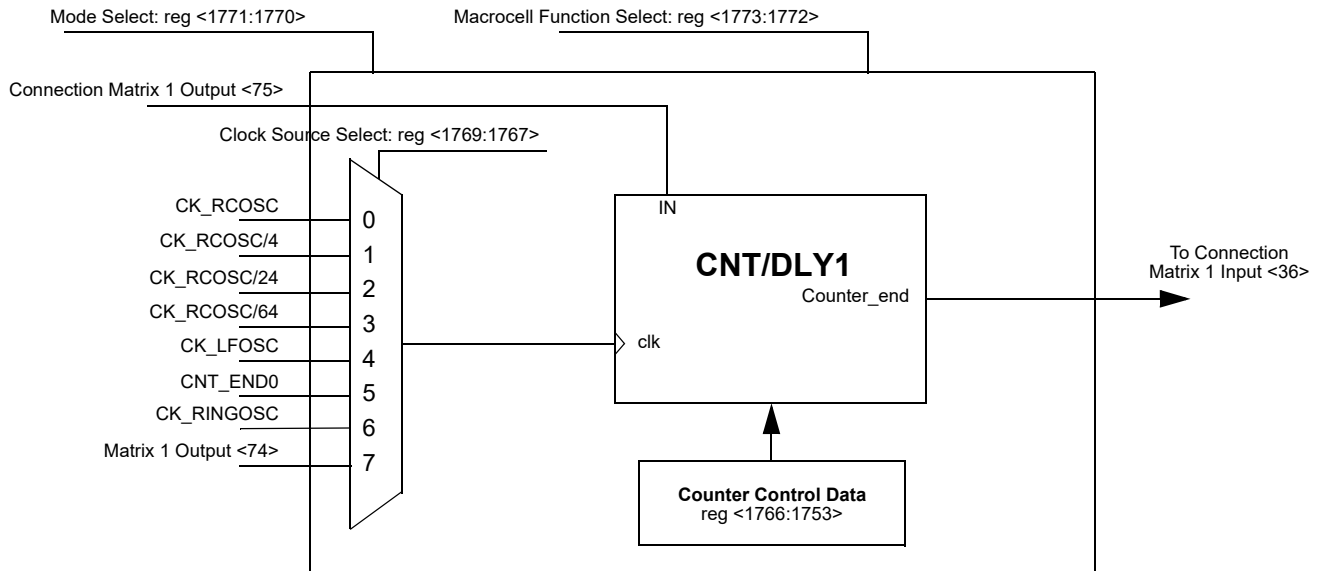 Mode Select: reg <1771:1770>
Macrocell Function Select: reg <1773:1772>
Connection Matrix 1 Output <75>
Clock Source Select: reg <1769:1767>
CK_RCOSC
0
CK_RCOSC/4
1
CK_RCOSC/24
2
CK_RCOSC/64
3
CK_LFOSC
4
CNT_END0
5
CK_RINGOSC
6
Matrix 1 Output <74>
7
IN
CNT/DLY1
Counter_end
clk
To Connection
Matrix 1 Input <36>
Counter Control Data
reg <1766:1753>